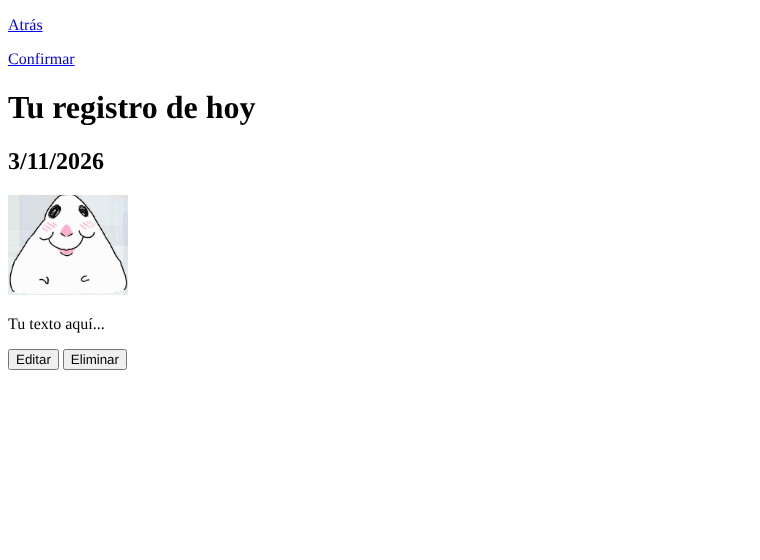 Atrás
Confirmar
Tu registro de hoy
3/11/2026
Tu texto aquí...
Editar Eliminar